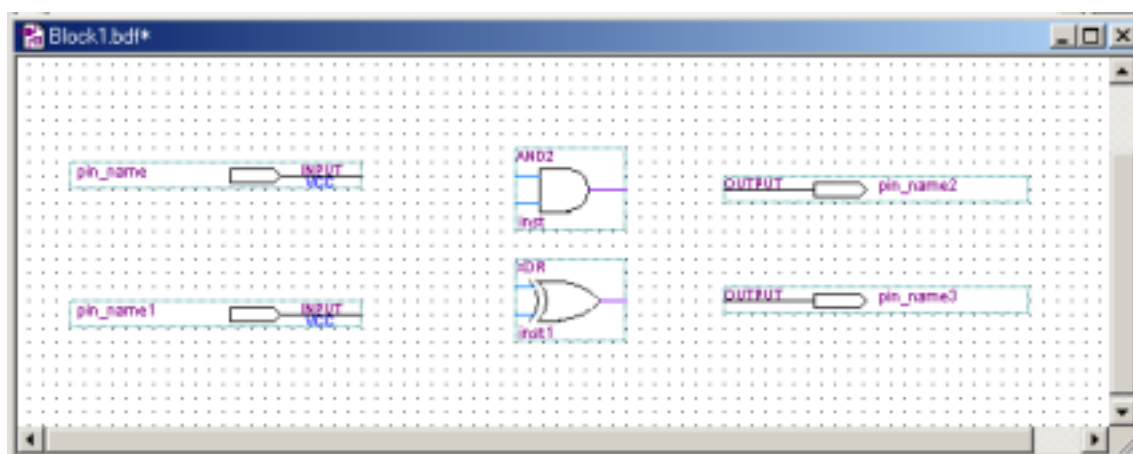 Block1.bdf*
pin_name INPUT
VCC
AND2
inst
OUTPUT pin_name2
pin_name1 INPUT
VCC
XOR
inst1
OUTPUT pin_name3